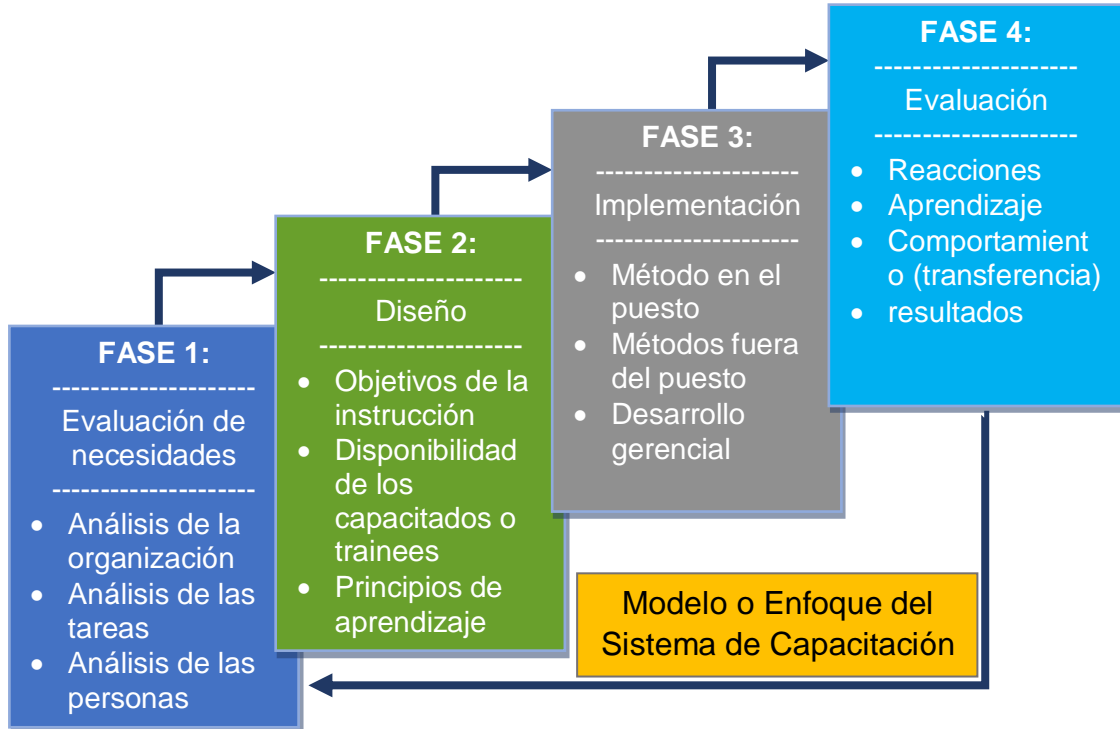 FASE 1:
---------------------
Evaluación de
necesidades
---------------------
• Análisis de la
organización
• Análisis de las
tareas
• Análisis de las
personas
FASE 2:
---------------------
Diseño
---------------------
• Objetivos de la
instrucción
• Disponibilidad
de los
capacitados o
trainees
• Principios de
aprendizaje
FASE 3:
---------------------
Implementación
---------------------
• Método en el
puesto
• Métodos fuera
del puesto
• Desarrollo
gerencial
FASE 4:
---------------------
Evaluación
---------------------
• Reacciones
• Aprendizaje
• Comportamient
o (transferencia)
• resultados
Modelo o Enfoque del
Sistema de Capacitación